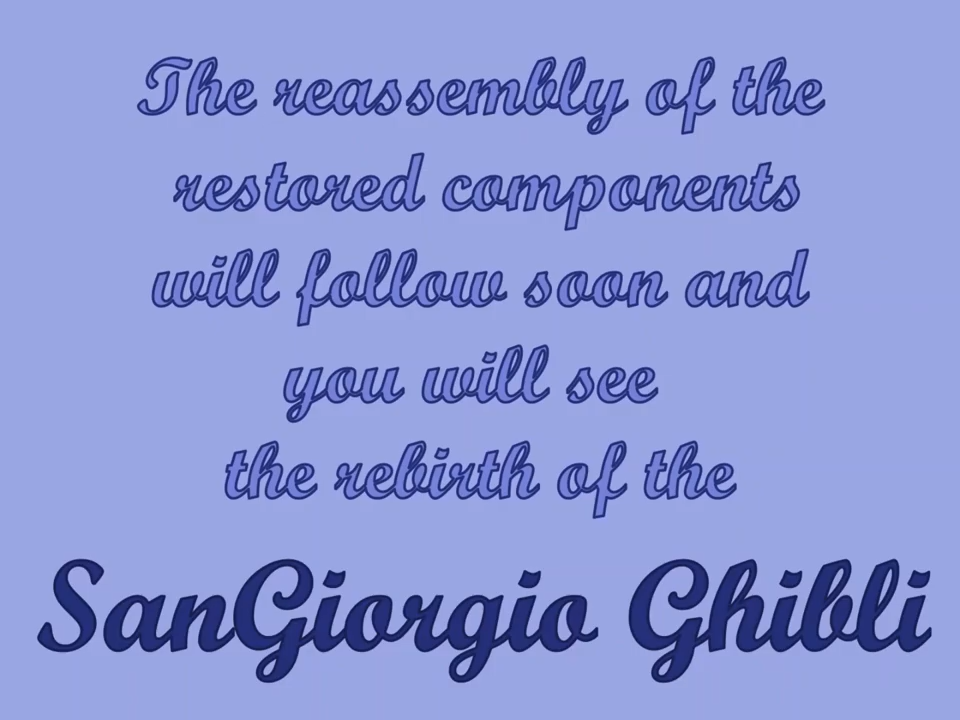 The reassembly of the
restored components
will follow soon and
you will see
the rebirth of the
SanGiorgio Ghibli